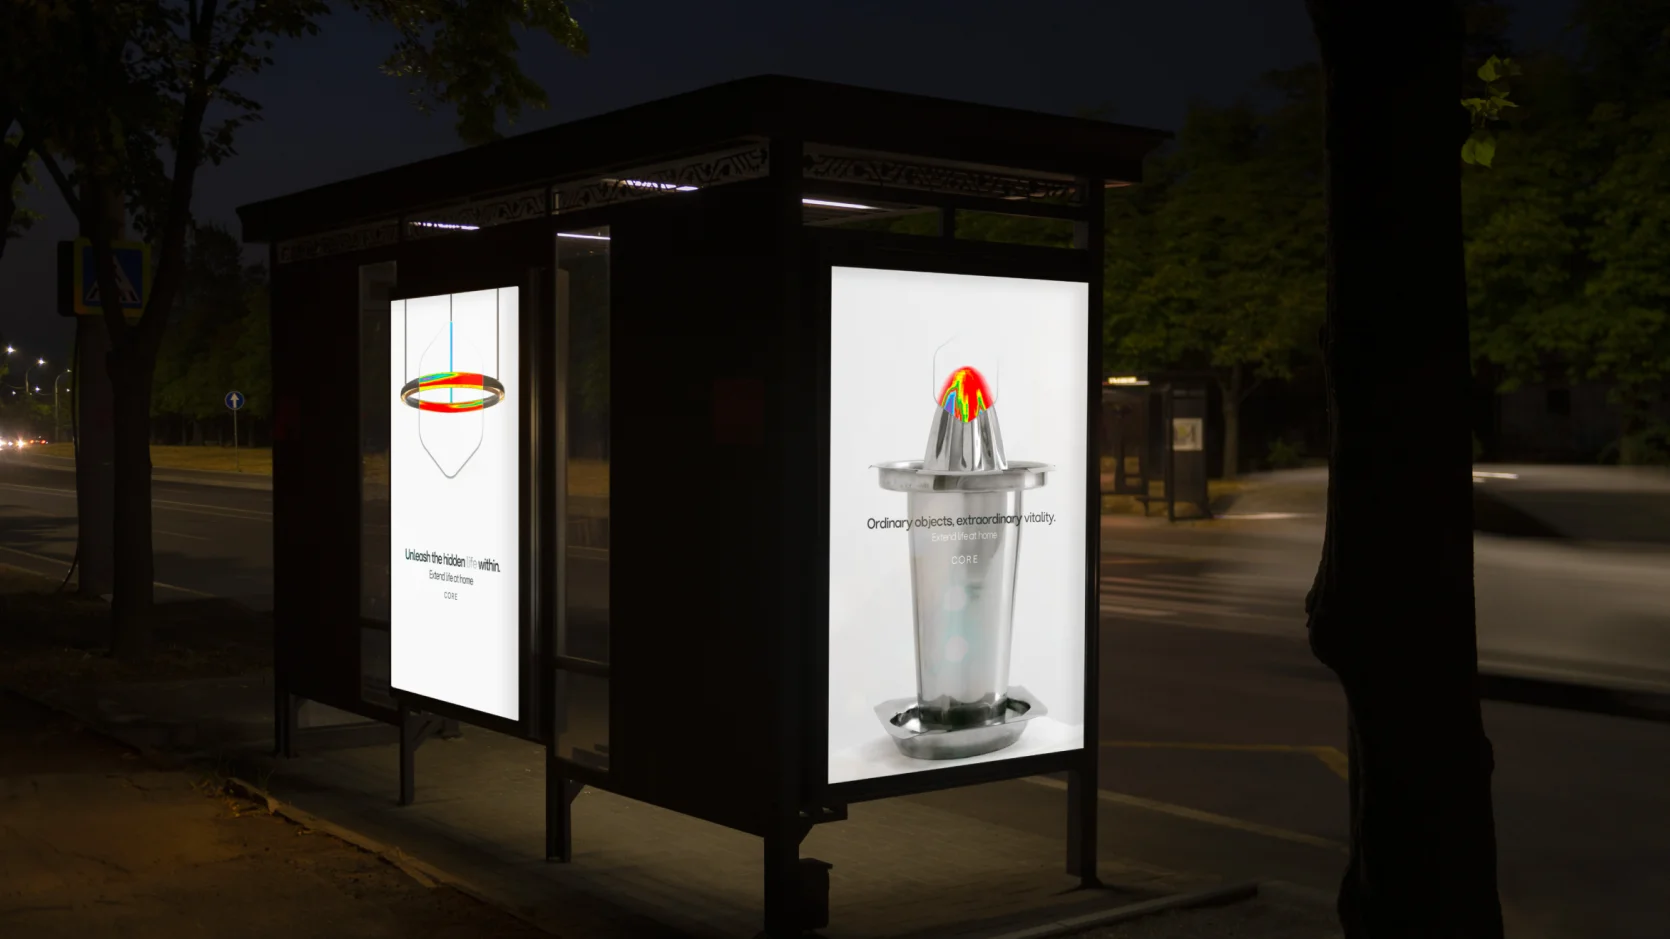 Unleash the hidden life within.
Extend life at home
CORE
Ordinary objects, extraordinary vitality.
Extend life at home
CORE